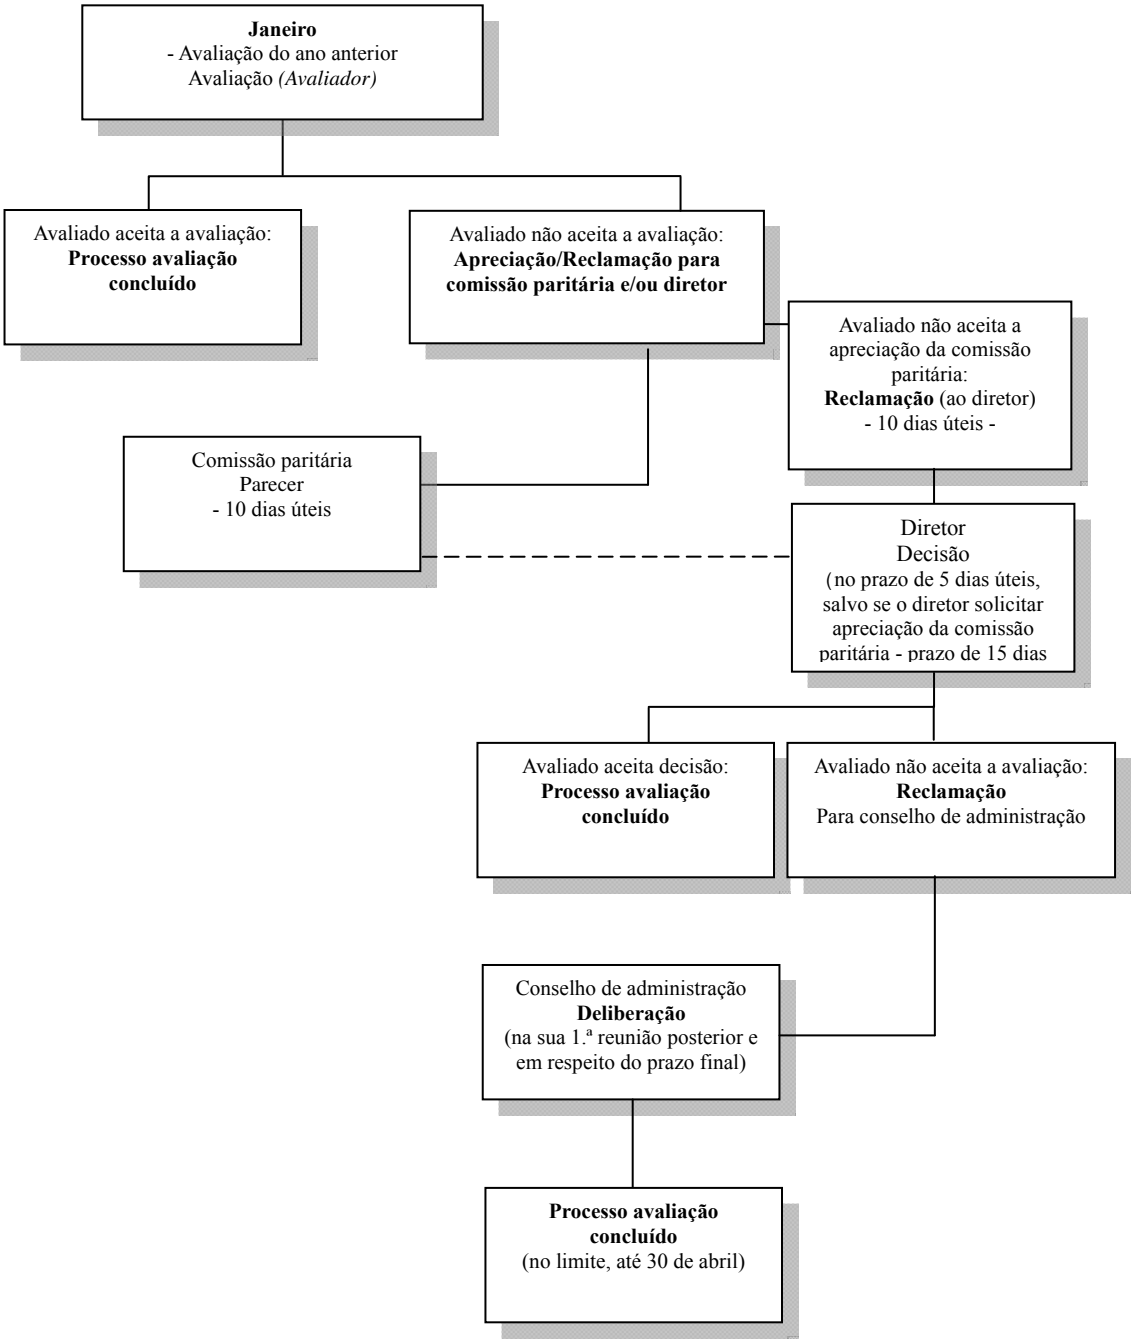 Janeiro
- Avaliação do ano anterior
Avaliação (Avaliador)
Avaliado aceita a avaliação:
Processo avaliação
concluído
Avaliado não aceita a avaliação:
Apreciação/Reclamação para
comissão paritária e/ou diretor
Avaliado não aceita a
apreciação da comissão
paritária:
Reclamação (ao diretor)
- 10 dias úteis -
Comissão paritária
Parecer
- 10 dias úteis
Diretor
Decisão
(no prazo de 5 dias úteis,
salvo se o diretor solicitar
apreciação da comissão
paritária - prazo de 15 dias
Avaliado aceita decisão:
Processo avaliação
concluído
Avaliado não aceita a avaliação:
Reclamação
Para conselho de administração
Conselho de administração
Deliberação
(na sua 1.ª reunião posterior e
em respeito do prazo final)
Processo avaliação
concluído
(no limite, até 30 de abril)